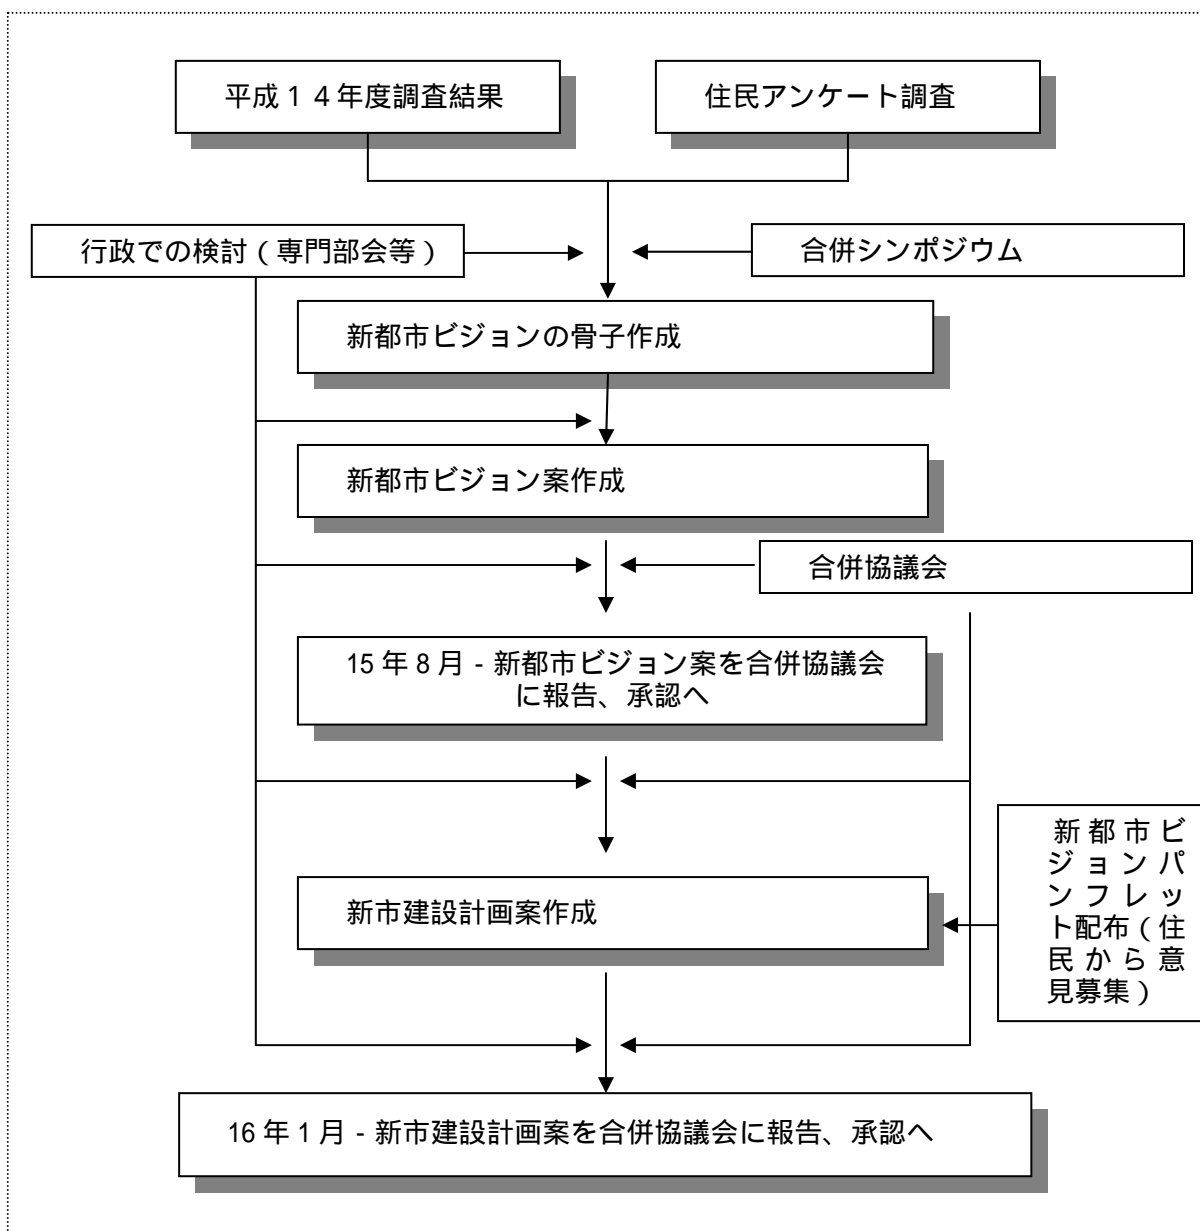 平成１４年度調査結果
住民アンケート調査
行政での検討（専門部会等）
合併シンポジウム
新都市ビジョンの骨子作成
新都市ビジョン案作成
合併協議会
15 年 8 月 - 新都市ビジョン案を合併協議会
に報告、承認へ
新都市ビ
ジョンパ
ンフレッ
ト配布（住
民から意
見募集）
新市建設計画案作成
16 年 1 月 - 新市建設計画案を合併協議会に報告、承認へ